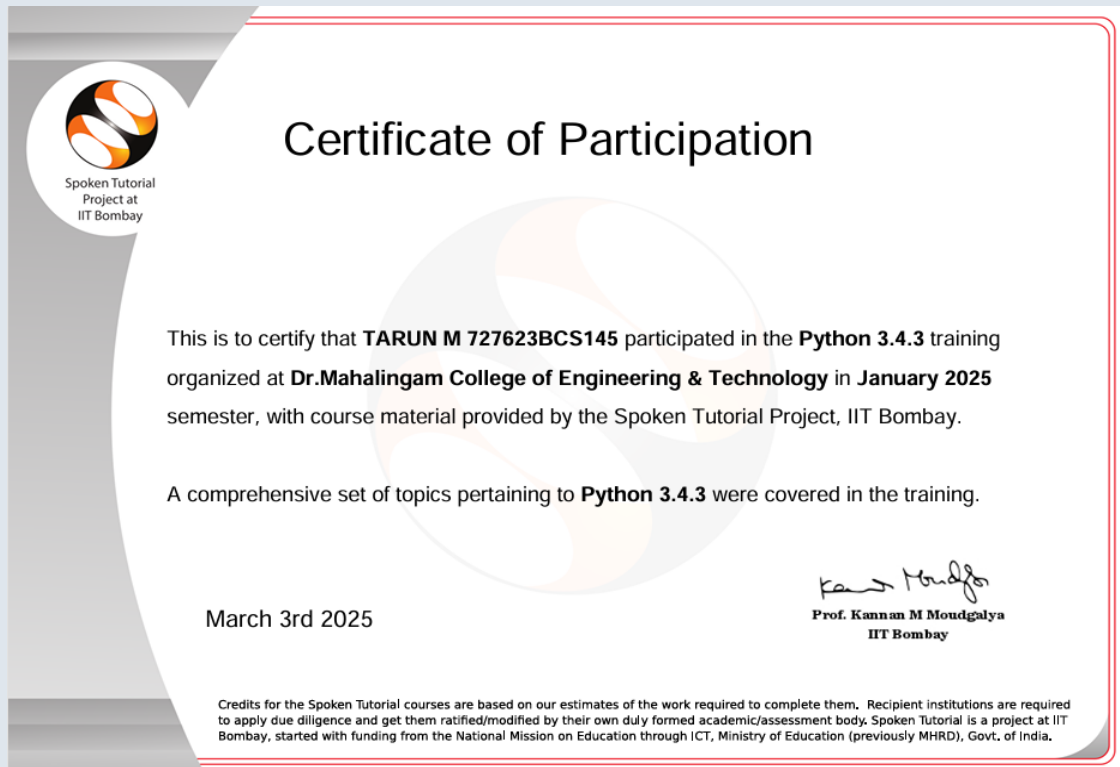 Spoken Tutorial
Project at
IIT Bombay
Certificate of Participation
This is to certify that TARUN M 727623BCS145 participated in the Python 3.4.3 training
organized at Dr.Mahalingam College of Engineering & Technology in January 2025
semester, with course material provided by the Spoken Tutorial Project, IIT Bombay.
A comprehensive set of topics pertaining to Python 3.4.3 were covered in the training.
March 3rd 2025
Prof. Kannan M Moudgalya
IIT Bombay
Credits for the Spoken Tutorial courses are based on our estimates of the work required to complete them. Recipient institutions are required
to apply due diligence and get them ratified/modified by their own duly formed academic/assessment body. Spoken Tutorial is a project at IIT
Bombay, started with funding from the National Mission on Education through ICT, Ministry of Education (previously MHRD), Govt. of India.